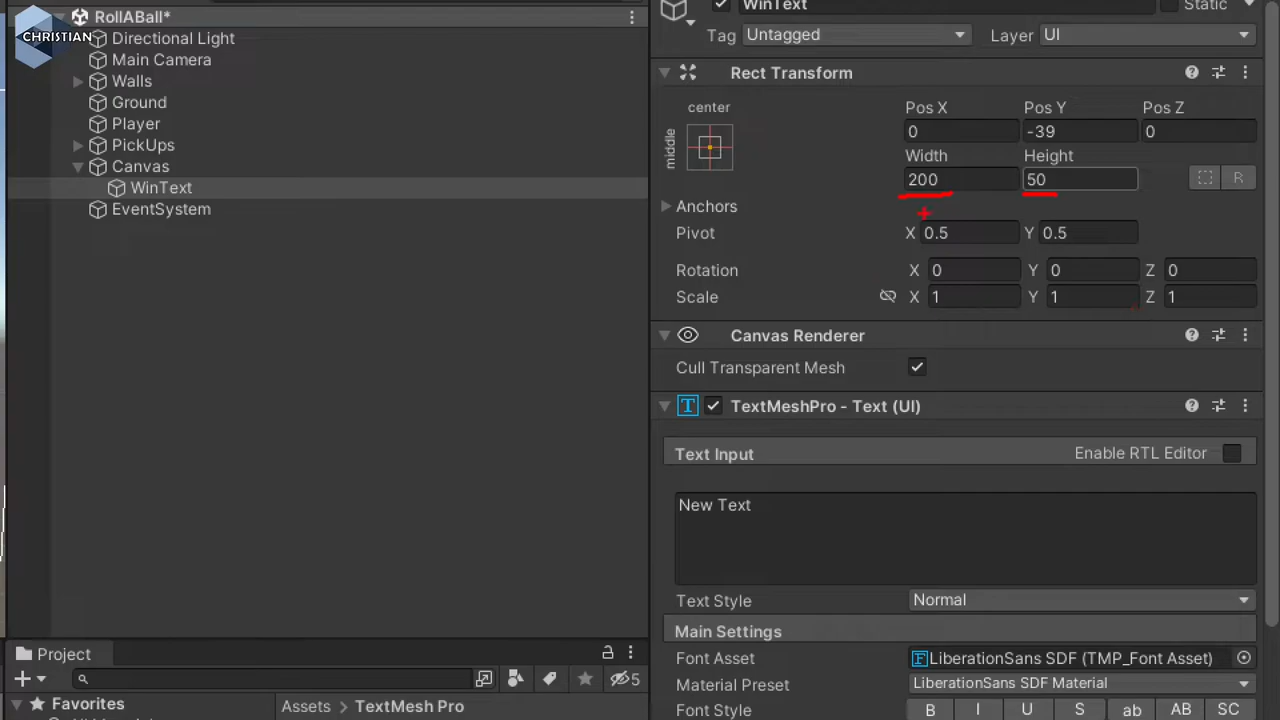 RollABall*
CHRISTIAN
Directional Light
Main Camera
Walls
Ground
Player
PickUps
Canvas
WinText
EventSystem
Project
5
Favorites
Assets > TextMesh Pro
WinText
Static
Tag Untagged Layer UI
Rect Transform
center
middle
Pos X Pos Y Pos Z
0 -39 0
Width Height
200 50
R
Anchors
Pivot X 0.5 Y 0.5
Rotation X 0 Y 0 Z 0
Scale X 1 Y 1 Z 1
Canvas Renderer
Cull Transparent Mesh
T TextMeshPro - Text (UI)
Text Input Enable RTL Editor
New Text
Text Style Normal
Main Settings
Font Asset F LiberationSans SDF (TMP_Font Asset)
Material Preset LiberationSans SDF Material
Font Style B I U S ab AB SC